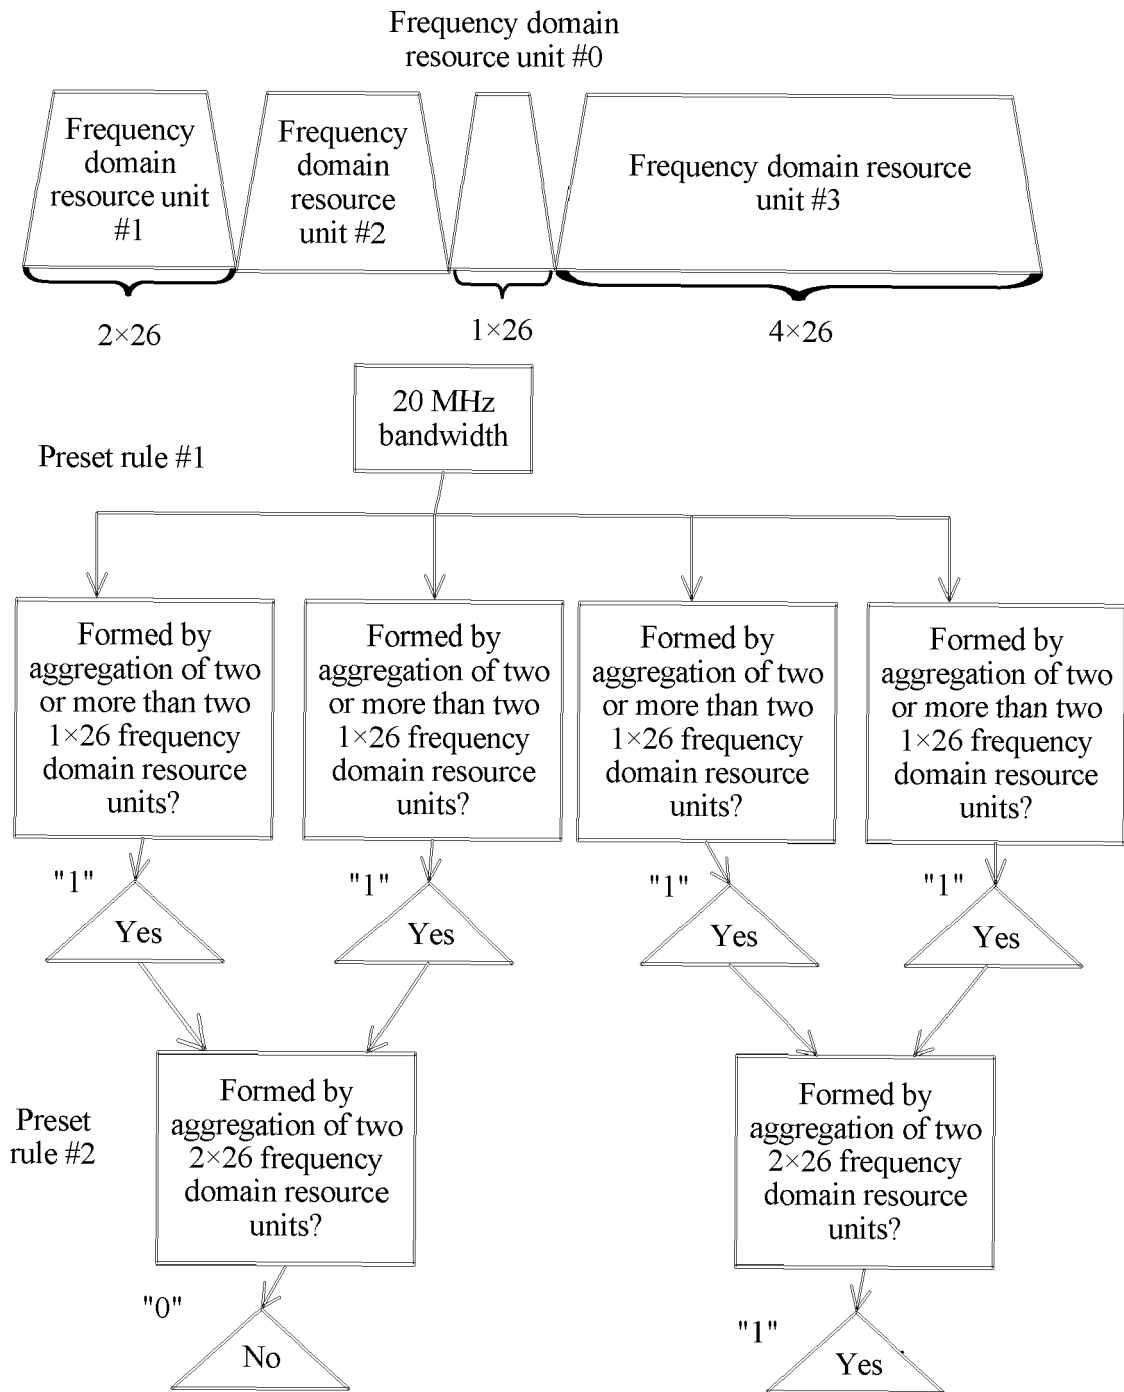 Frequency domain
resource unit #0
Frequency
domain
resource unit
#1
Frequency
domain
resource
unit #2
Frequency domain resource
unit #3
2×26
1×26
4×26
20 MHz
bandwidth
Preset rule #1
Formed by
aggregation of two
or more than two
1×26 frequency
domain resource
units?
Formed by
aggregation of two
or more than two
1×26 frequency
domain resource
units?
Formed by
aggregation of two
or more than two
1×26 frequency
domain resource
units?
Formed by
aggregation of two
or more than two
1×26 frequency
domain resource
units?
"1"
Yes
"1"
Yes
"1"
Yes
"1"
Yes
Preset
rule #2
Formed by
aggregation of two
2×26 frequency
domain resource
units?
Formed by
aggregation of two
2×26 frequency
domain resource
units?
"0"
No
"1"
Yes